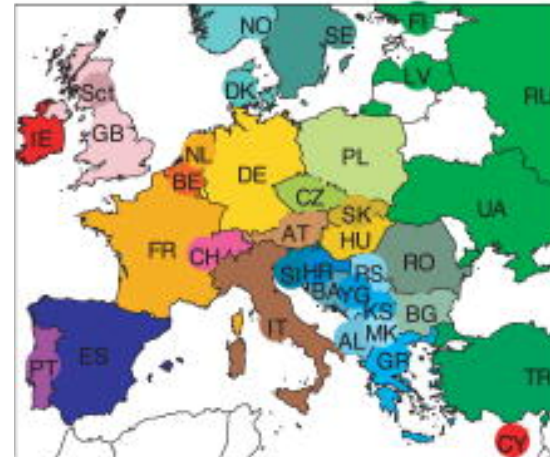 NO
SE
FI
LV
RU
Sct
DK
IE
GB
NL
BE
DE
PL
CZ
SK
UA
FR
CH
AT
HU
SI
HR
RS
RO
BA
YG
KS
BG
IT
AL
MK
GR
PT
ES
TR
CY